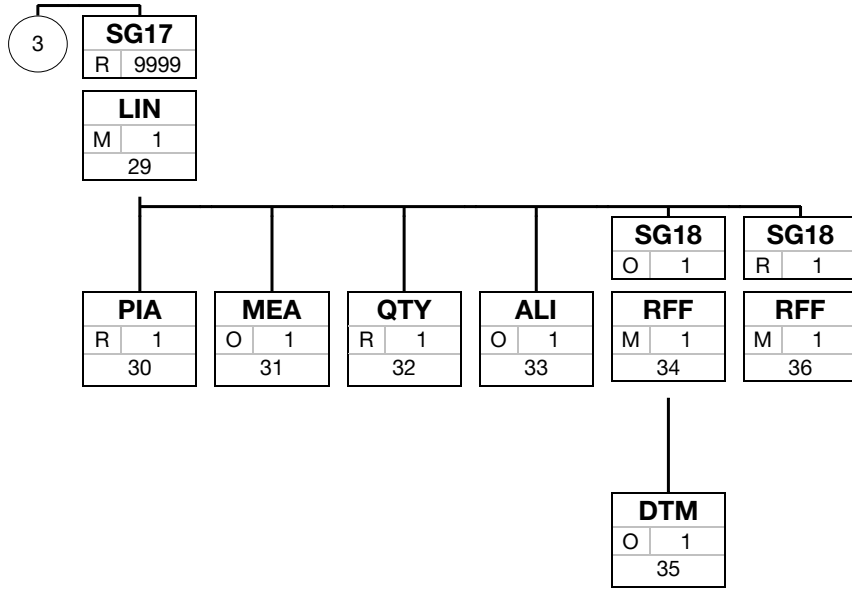 3
SG17
R 9999
LIN
M 1
29
SG18
O 1
SG18
R 1
PIA
R 1
30
MEA
O 1
31
QTY
R 1
32
ALI
O 1
33
RFF
M 1
34
RFF
M 1
36
DTM
O 1
35